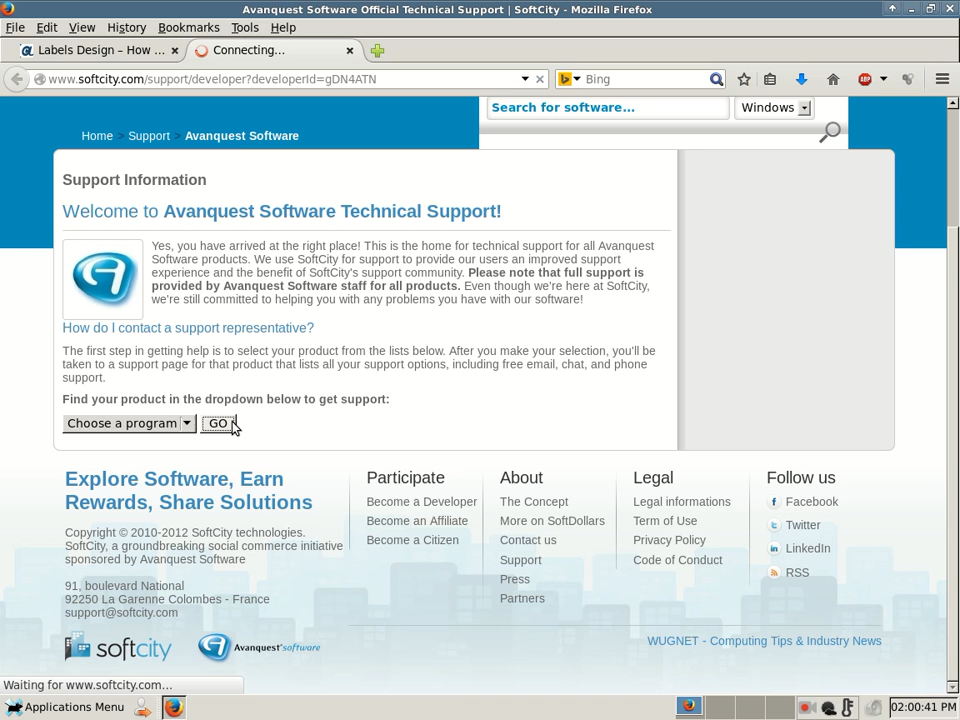 Avanquest Software Official Technical Support | SoftCity - Mozilla Firefox
File Edit View History Bookmarks Tools Help
Labels Design – How ...
Connecting...
www.softcity.com/support/developer?developerId=gDN4ATN
Bing
ABP
Search for software...
Windows
Home > Support > Avanquest Software
Support Information
Welcome to Avanquest Software Technical Support!
Yes, you have arrived at the right place! This is the home for technical support for all Avanquest
Software products. We use SoftCity for support to provide our users an improved support
experience and the benefit of SoftCity's support community. Please note that full support is
provided by Avanquest Software staff for all products. Even though we're here at SoftCity,
we're still committed to helping you with any problems you have with our software!
How do I contact a support representative?
The first step in getting help is to select your product from the lists below. After you make your selection, you'll be
taken to a support page for that product that lists all your support options, including free email, chat, and phone
support.
Find your product in the dropdown below to get support:
Choose a program
GO
Explore Software, Earn
Rewards, Share Solutions
Copyright © 2010-2012 SoftCity technologies.
SoftCity, a groundbreaking social commerce initiative
sponsored by Avanquest Software
91, boulevard National
92250 La Garenne Colombes - France
support@softcity.com
softcity
Avanquest software
Participate
Become a Developer
Become an Affiliate
Become a Citizen
About
The Concept
More on SoftDollars
Contact us
Support
Press
Partners
Legal
Legal informations
Term of Use
Privacy Policy
Code of Conduct
Follow us
Facebook
Twitter
LinkedIn
RSS
WUGNET - Computing Tips & Industry News
Waiting for www.softcity.com...
Applications Menu
02:00:41 PM